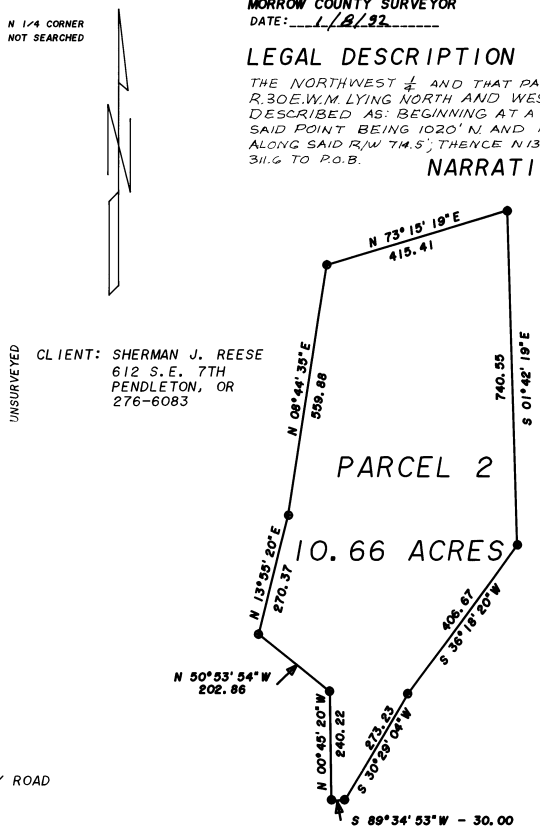 N 1/4 CORNER
NOT SEARCHED
MORROW COUNTY SURVEYOR
DATE: 1/8/92
LEGAL DESCRIPTION
THE NORTHWEST 1/4 AND THAT PA
R.30E.W.M. LYING NORTH AND WES
DESCRIBED AS: BEGINNING AT A
SAID POINT BEING 1020' N. AND
ALONG SAID R/W 714.5'; THENCE N13
311.6 TO P.O.B.
NARRATI
N 73°15'19"E
415.41
UNSURVEYED
CLIENT: SHERMAN J. REESE
612 S.E. 7TH
PENDLETON, OR
276-6083
N 08°44'35"E
559.88
740.55
S 01°42'19"E
PARCEL 2
10.66 ACRES
N 13°55'20"E
270.37
406.67
S 36°18'20"W
N 50°53'54"W
202.86
N 00°45'20"W
240.22
273.23
S 30°29'04"W
ROAD
S 89°34'53"W - 30.00